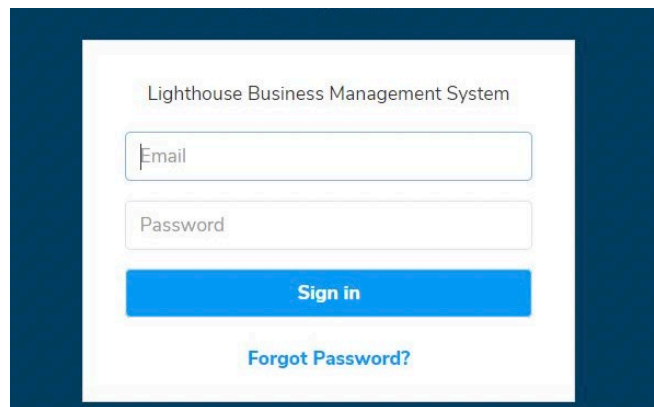 Lighthouse Business Management System
Email
Password
Sign in
Forgot Password?